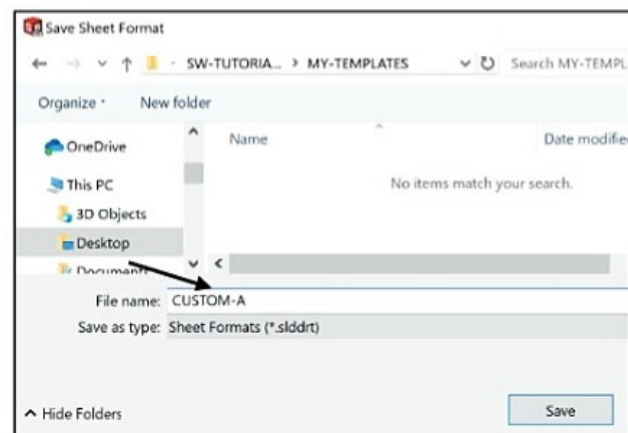 Save Sheet Format
SW-TUTORIA... > MY-TEMPLATES
Search MY-TEMPL
Organize
New folder
Name
Date modified
OneDrive
This PC
No items match your search.
3D Objects
Desktop
Documents
File name: CUSTOM-A
Save as type: Sheet Formats (*.slddrt)
Hide Folders
Save